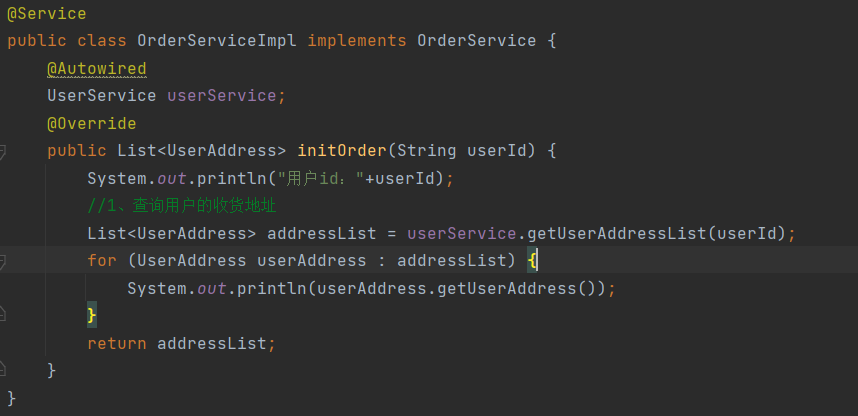 @Service
public class OrderServiceImpl implements OrderService {
@Autowired
UserService userService;
@Override
public List<UserAddress> initOrder(String userId) {
System.out.println("用户id："+userId);
//1、查询用户的收货地址
List<UserAddress> addressList = userService.getUserAddressList(userId);
for (UserAddress userAddress : addressList) {
System.out.println(userAddress.getUserAddress());
}
return addressList;
}
}